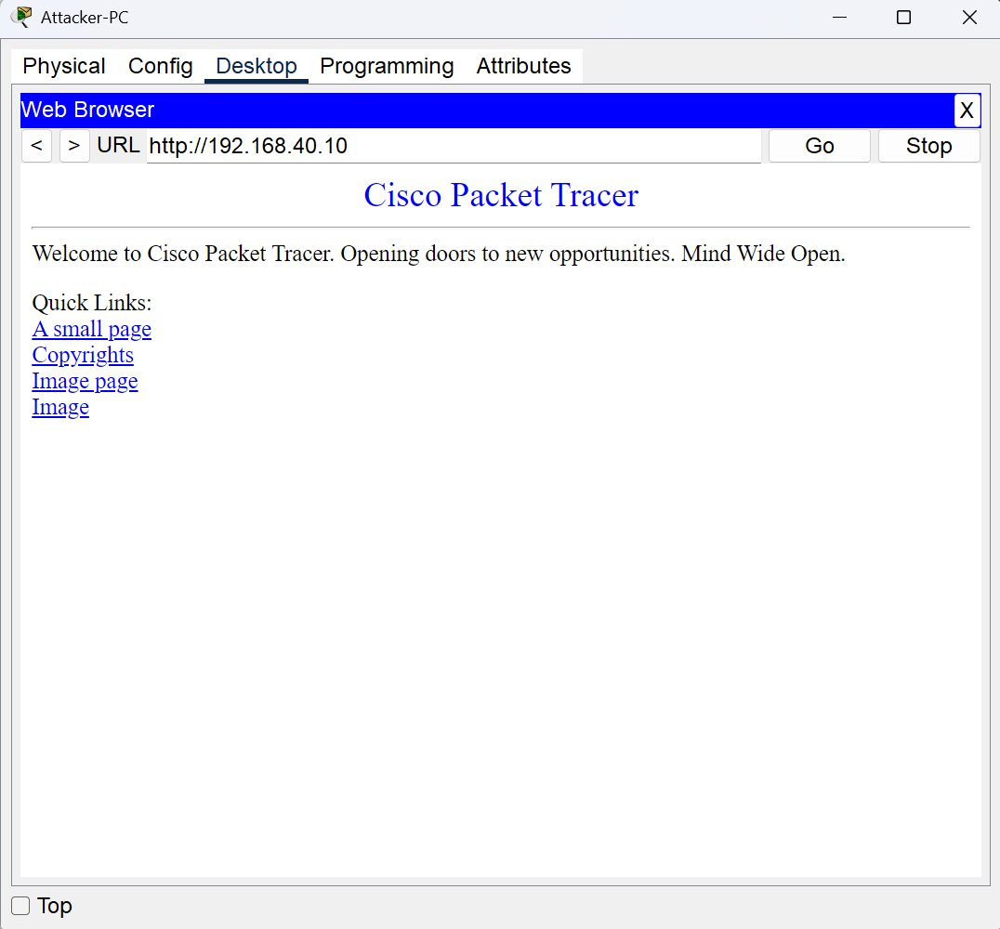 Attacker-PC
Physical Config Desktop Programming Attributes
Web Browser X
< > URL http://192.168.40.10 Go Stop
Cisco Packet Tracer
Welcome to Cisco Packet Tracer. Opening doors to new opportunities. Mind Wide Open.
Quick Links:
A small page
Copyrights
Image page
Image
Top